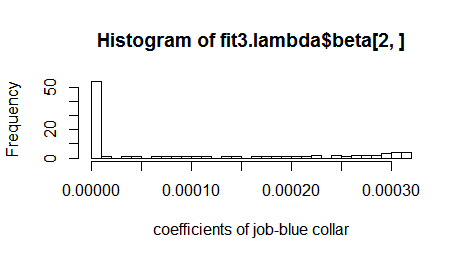 Histogram of fit3.lambda$beta[2, ]
Frequency
50
20
0
0.00000
0.00010
0.00020
0.00030
coefficients of job-blue collar